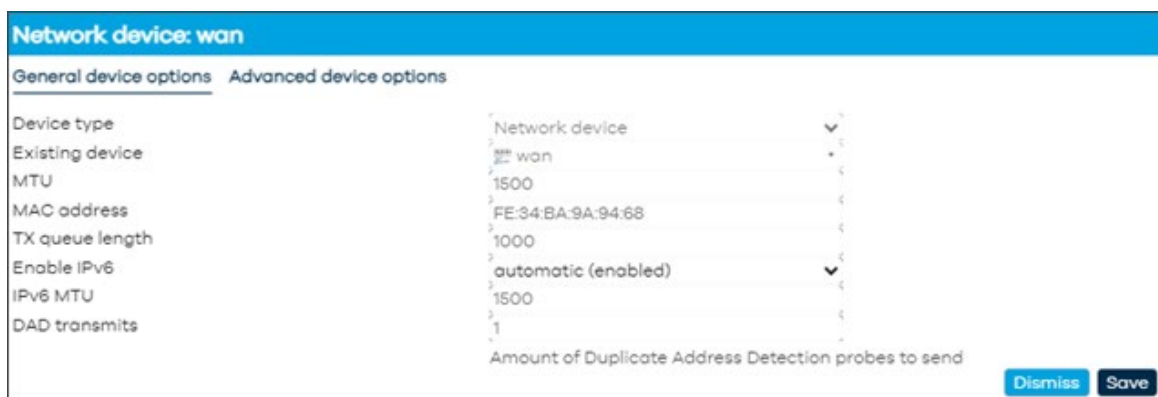 Network device: wan
General device options Advanced device options
Device type Network device
Existing device wan
MTU 1500
MAC address FE:34:BA:9A:94:68
TX queue length 1000
Enable IPv6 automatic (enabled)
IPv6 MTU 1500
DAD transmits 1
Amount of Duplicate Address Detection probes to send
Dismiss Save